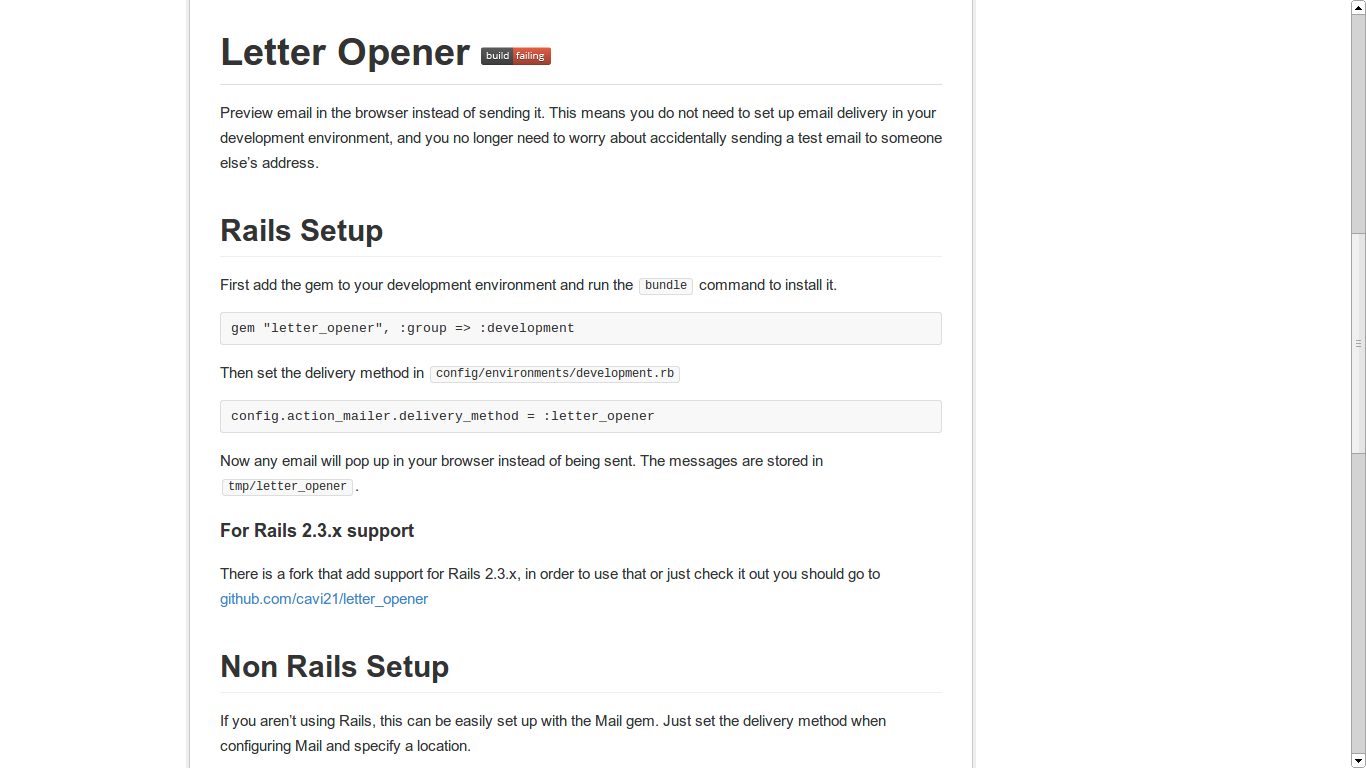 Letter Opener build failing
Preview email in the browser instead of sending it. This means you do not need to set up email delivery in your
development environment, and you no longer need to worry about accidentally sending a test email to someone
else’s address.
Rails Setup
First add the gem to your development environment and run the bundle command to install it.
gem "letter_opener", :group => :development
Then set the delivery method in config/environments/development.rb
config.action_mailer.delivery_method = :letter_opener
Now any email will pop up in your browser instead of being sent. The messages are stored in
tmp/letter_opener .
For Rails 2.3.x support
There is a fork that add support for Rails 2.3.x, in order to use that or just check it out you should go to
github.com/cavi21/letter_opener
Non Rails Setup
If you aren’t using Rails, this can be easily set up with the Mail gem. Just set the delivery method when
configuring Mail and specify a location.